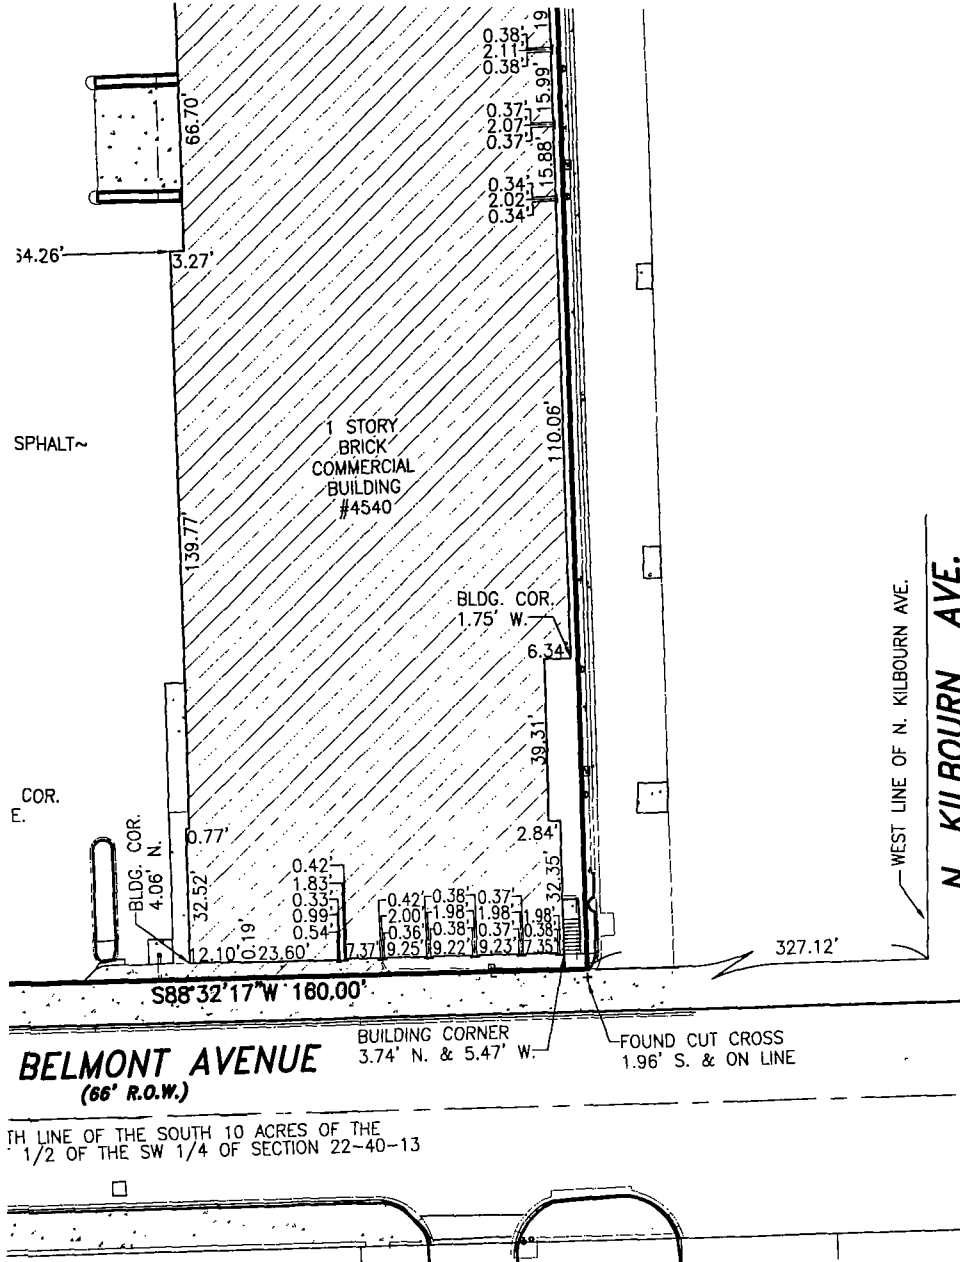 19
0.38'
2.11'
0.38'
15.99'
66.70'
0.37'
2.07'
0.37'
15.88'
0.34'
2.02'
0.34'
54.26'
3.27'
110.06'
1 STORY
BRICK
COMMERCIAL
BUILDING
#4540
SPHALT~
139.77'
BLDG. COR.
1.75' W.
6.34'
WEST LINE OF N. KILBOURN AVE.
N KILBOURN AVE.
39.31'
COR.
E.
BLDG. COR.
4.06' N.
0.77'
2.84'
32.35'
32.52'
0.42'
1.83'
0.33'
0.99'
0.54'
0.42' 0.38' 0.37'
2.00' 1.98' 1.98' 1.98'
0.36' 0.38' 0.37' 0.38'
12.10' 0.19' 23.60' 7.37' 9.25' 9.22' 9.23' 7.35'
327.12'
S88°32'17"W 160.00'
BUILDING CORNER
3.74' N. & 5.47' W.
FOUND CUT CROSS
1.96' S. & ON LINE
BELMONT AVENUE
(66' R.O.W.)
TH LINE OF THE SOUTH 10 ACRES OF THE
1/2 OF THE SW 1/4 OF SECTION 22-40-13